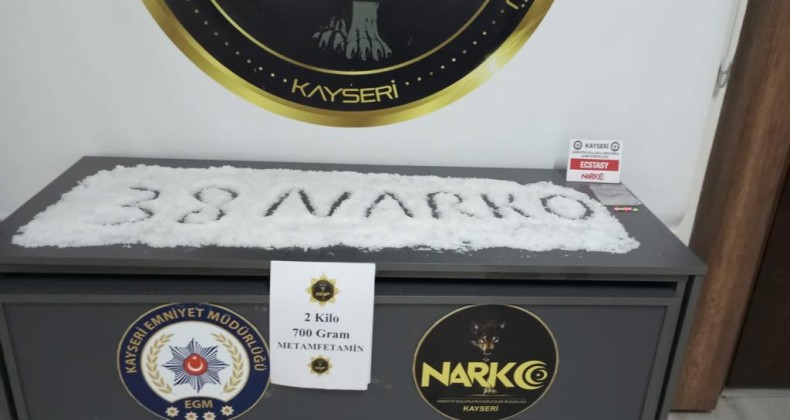 KAYSERİ
38 NARKO
KAYSERİ
ECSTASY
NARKO
2 Kilo
700 Gram
METAMFETAMİN
KAYSERİ EMNİYET MÜDÜRLÜĞÜ
EGM
NARKO
KAYSERİ